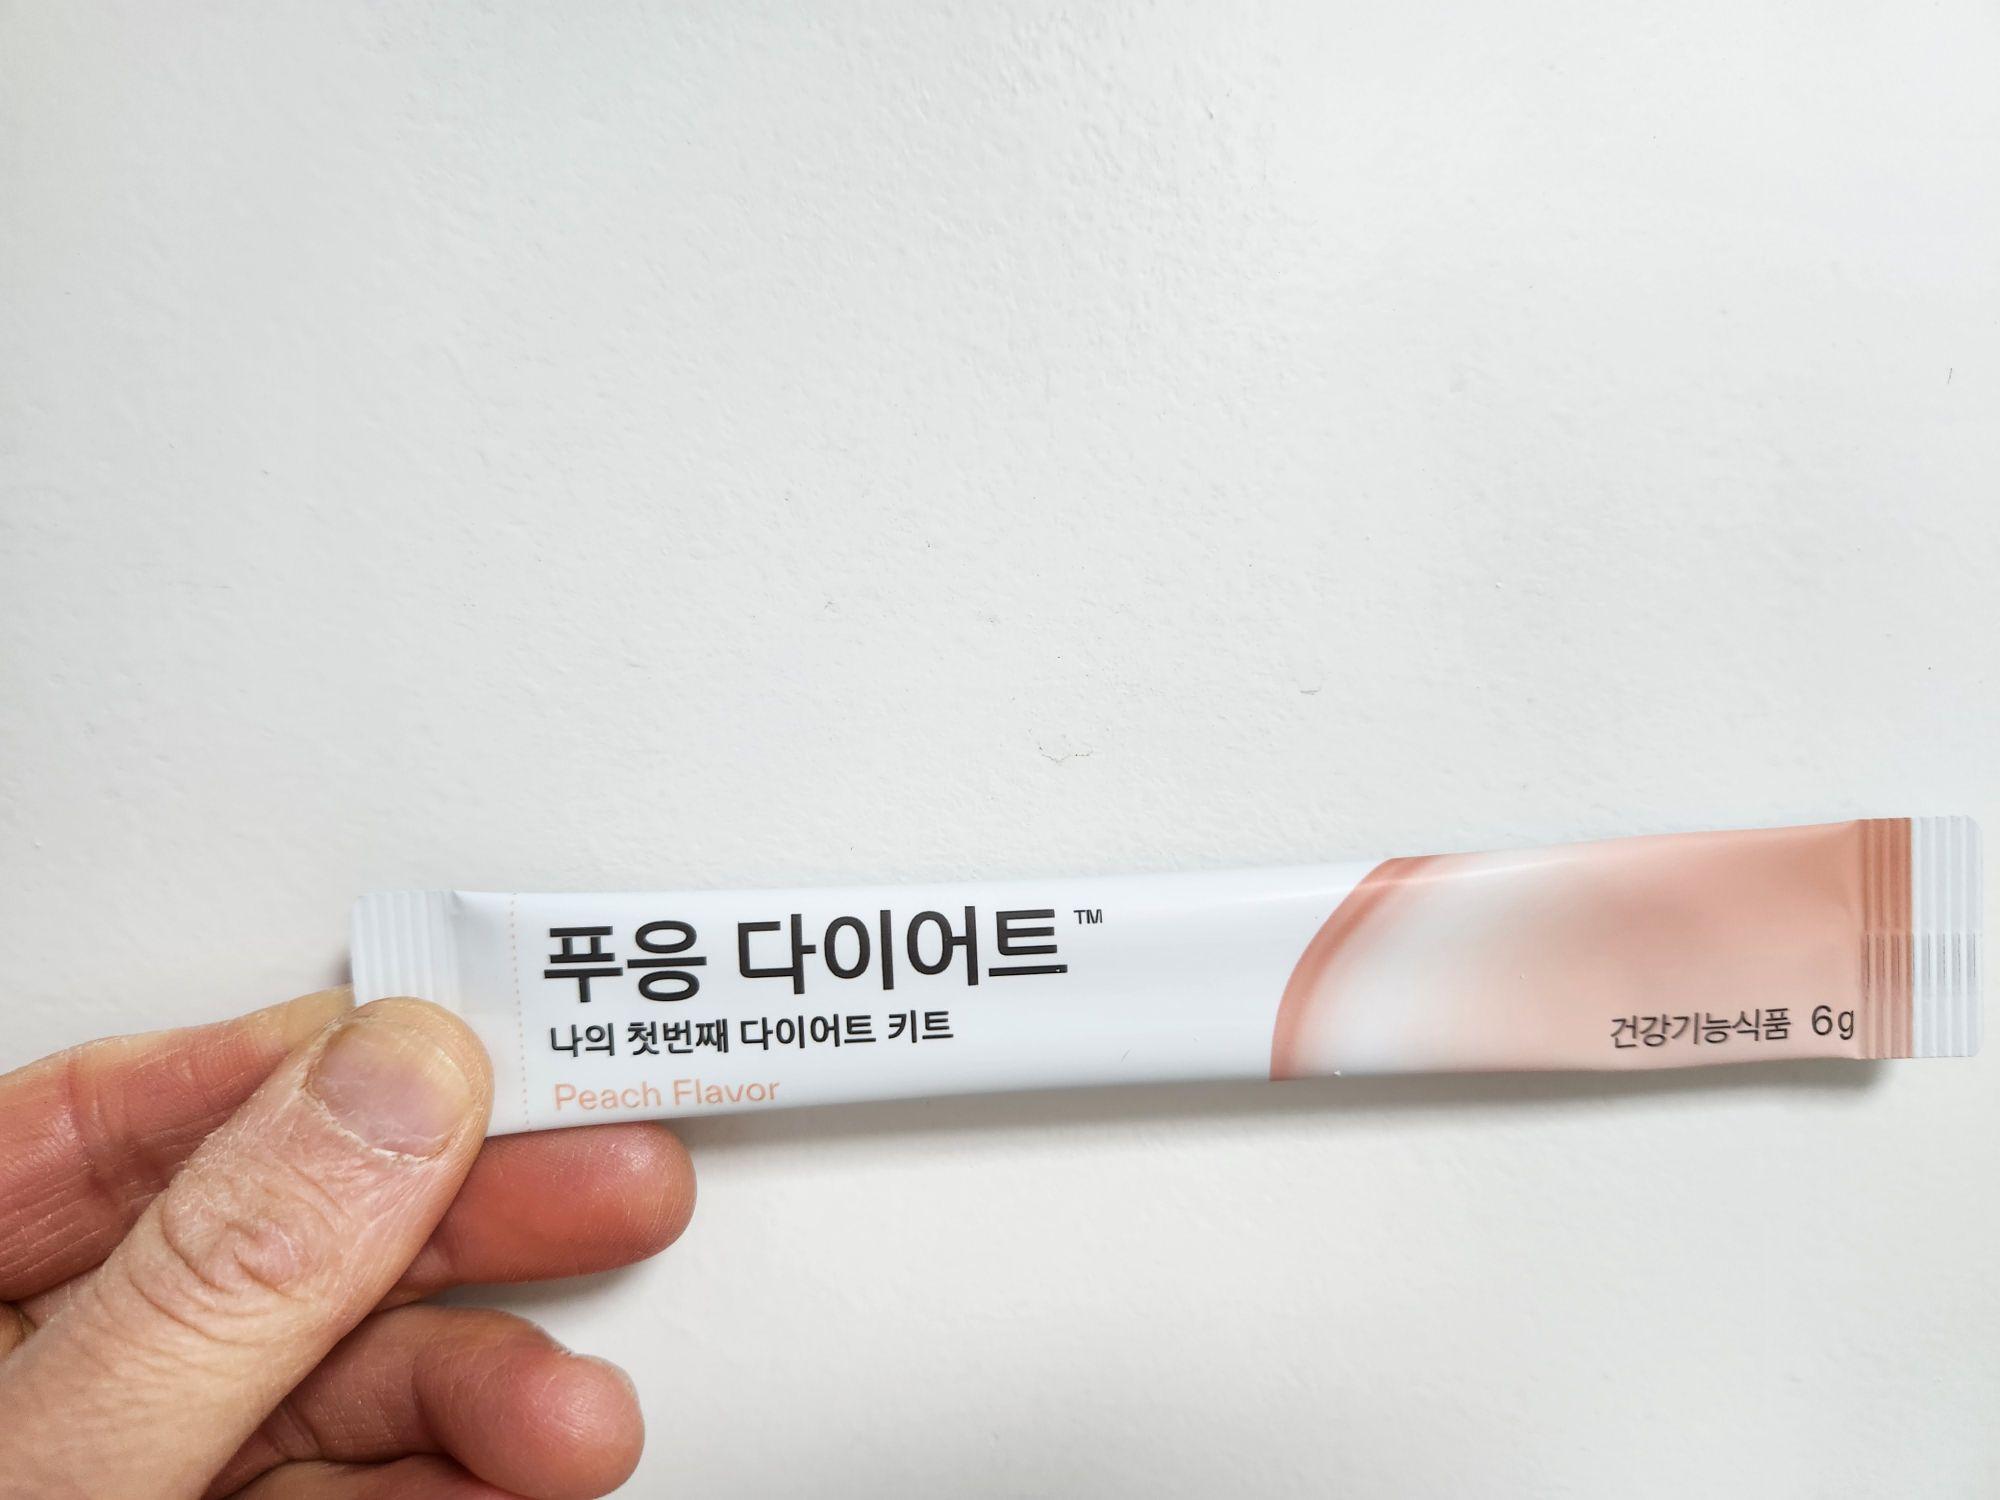 푸응 다이어트™
나의 첫번째 다이어트 키트
Peach Flavor
건강기능식품 6g